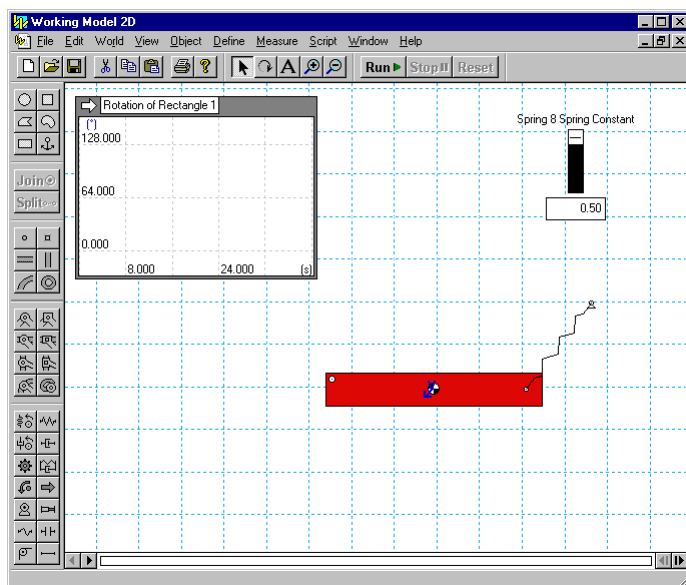 Working Model 2D
File Edit World View Object Define Measure Script Window Help
A ? A Run Stop Reset
Rotation of Rectangle 1
(°)
128.000
64.000
0.000
8.000 24.000 (s)
Spring 8 Spring Constant
0.50
Join
Split